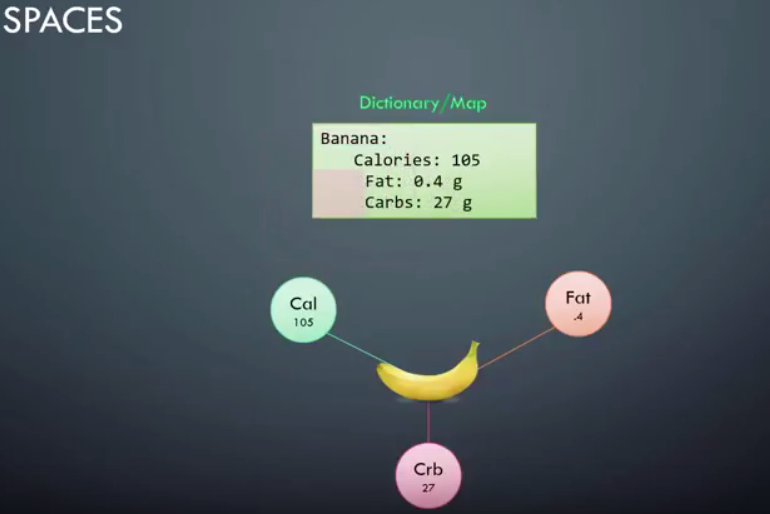 SPACES
Dictionary/Map
Banana:
    Calories: 105
     Fat: 0.4 g
     Carbs: 27 g
Cal
105
Fat
.4
Crb
27